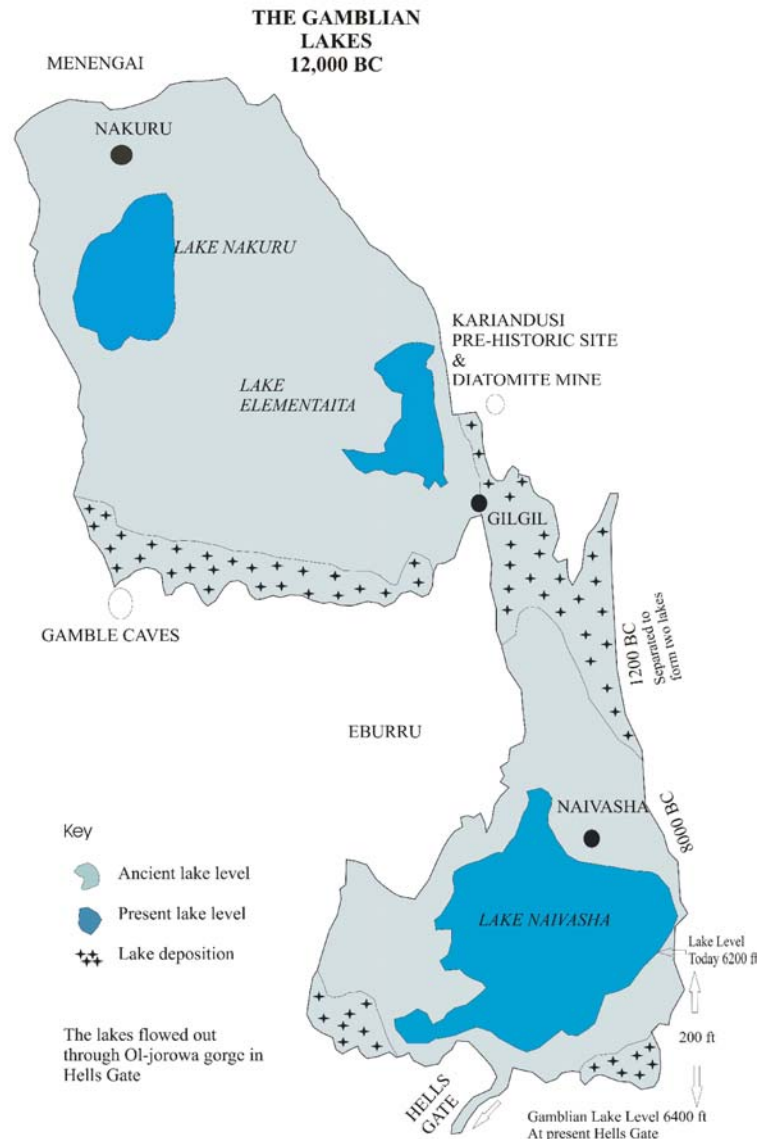 THE GAMBLIAN
LAKES
12,000 BC
MENENGAI
NAKURU
LAKE NAKURU
KARIANDUSI
PRE-HISTORIC SITE
&
DIATOMITE MINE
LAKE
ELEMENTAITA
GILGIL
GAMBLE CAVES
1200 BC
Separated to
form two lakes
EBURRU
NAIVASHA
8000 BC
Key
Ancient lake level
Present lake level
Lake deposition
LAKE NAIVASHA
Lake Level
Today 6200 ft
200 ft
The lakes flowed out
through Ol-jorowa gorgc in
Hells Gate
HELLS
GATE
Gamblian Lake Level 6400 ft
At present Hells Gate